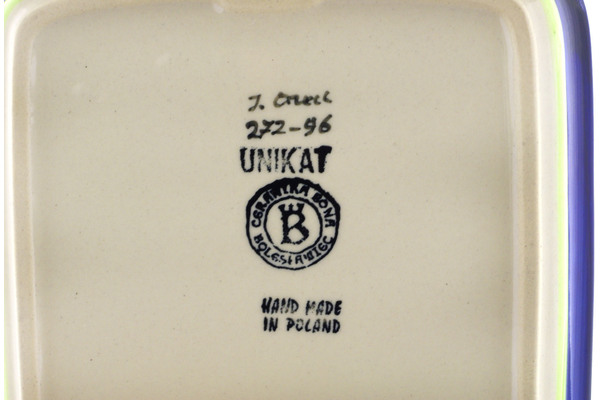 J.
272-96
UNIKAT
CERAMIKA BONA
B
BOLESŁAWIEC
HAND MADE
IN POLAND